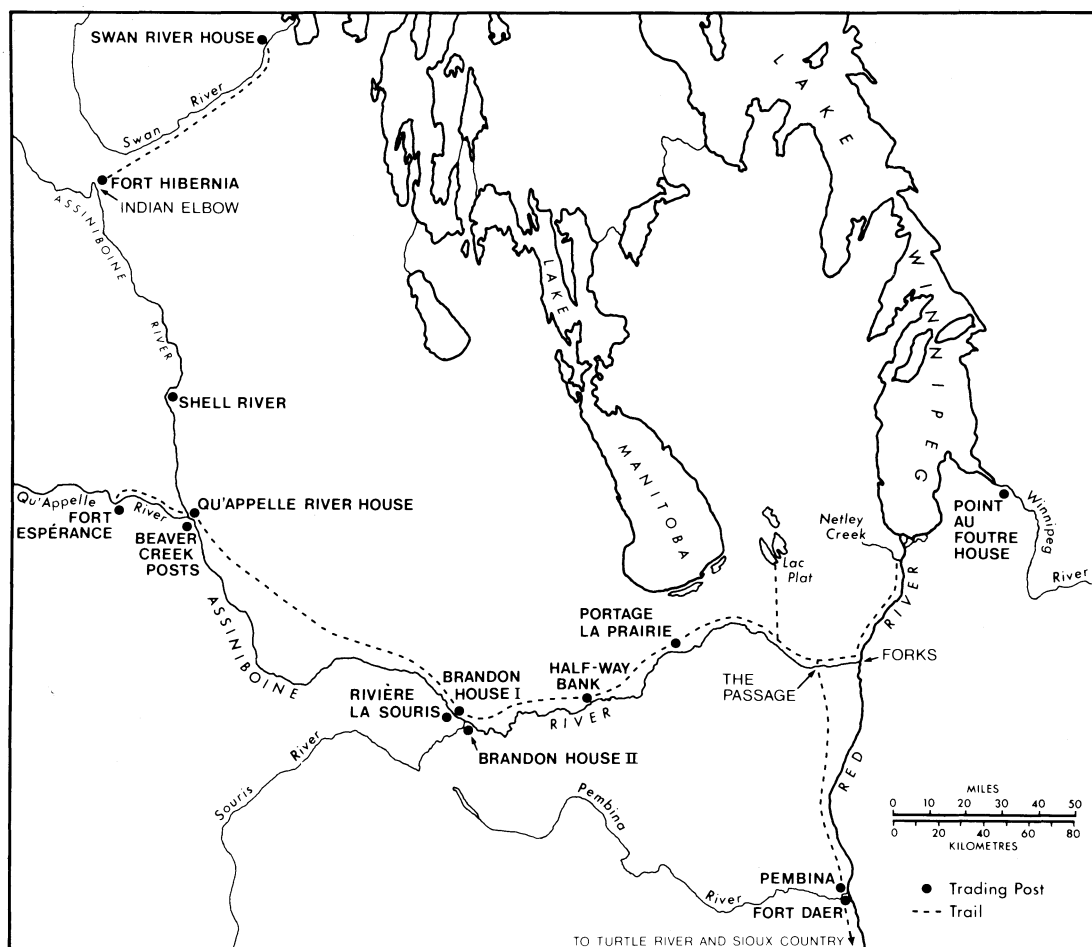 SWAN RIVER HOUSE
Swan River
FORT HIBERNIA
INDIAN ELBOW
ASSINIBOINE
RIVER
SHELL RIVER
Qu'Appelle
River
FORT
ESPÉRANCE
QU'APPELLE RIVER HOUSE
BEAVER
CREEK
POSTS
ASSINIBOINE
LAKE
MANITOBA
LAKE
WINNIPEG
Netley
Creek
Lac
Plat
POINT
AU
FOUTRE
HOUSE
Winnipeg
River
RIVER
FORKS
PORTAGE
LA PRAIRIE
HALF-WAY
BANK
THE
PASSAGE
BRANDON
HOUSE I
RIVIÈRE
LA SOURIS
RIVER
BRANDON HOUSE II
Souris River
Pembina
River
RED
PEMBINA
FORT DAER
TO TURTLE RIVER AND SIOUX COUNTRY
MILES
0 10 20 30 40 50
0 20 40 60 80
KILOMETRES
Trading Post
Trail